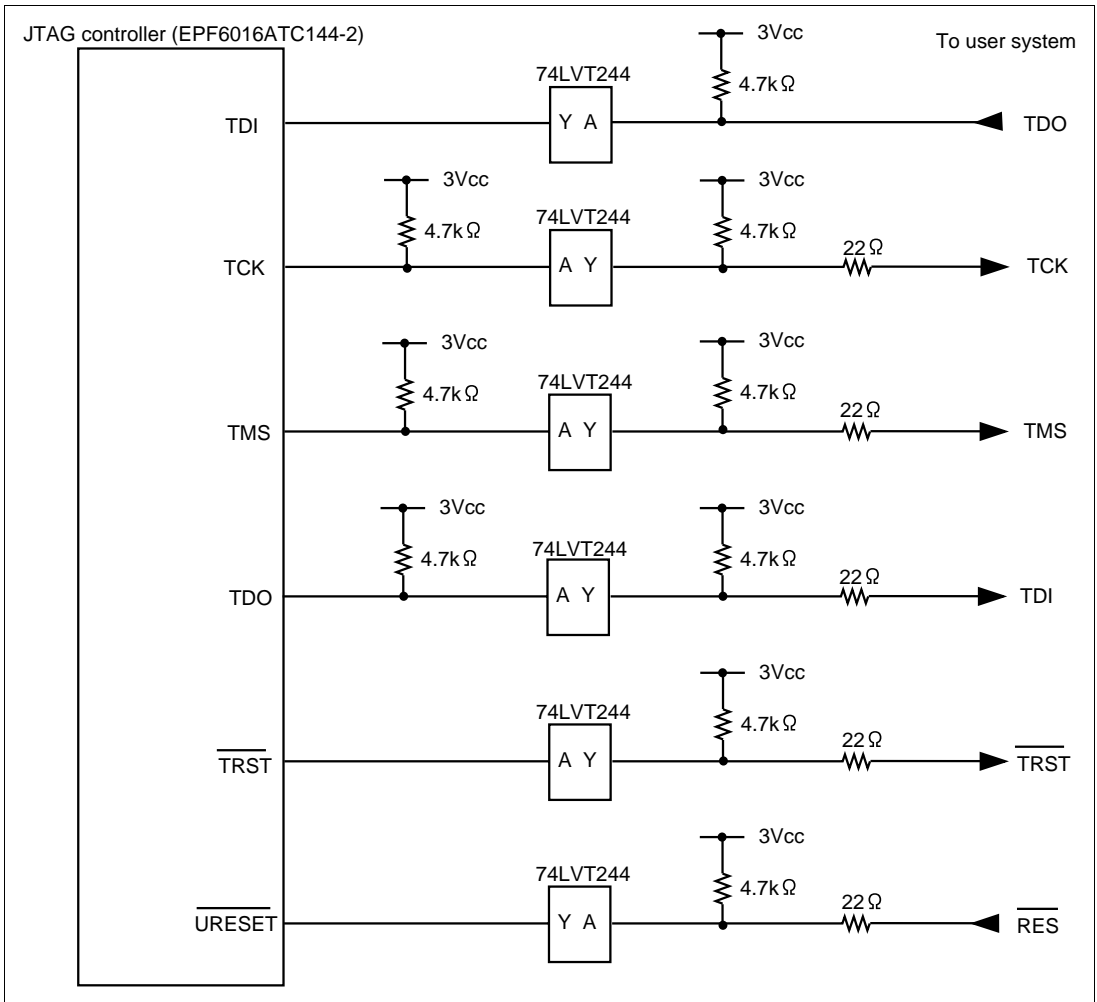 JTAG controller (EPF6016ATC144-2)
To user system
3Vcc
74LVT244
4.7kΩ
TDI
Y A
TDO
3Vcc
3Vcc
74LVT244
4.7kΩ
4.7kΩ
22Ω
TCK
A Y
TCK
3Vcc
3Vcc
74LVT244
4.7kΩ
4.7kΩ
22Ω
TMS
A Y
TMS
3Vcc
3Vcc
74LVT244
4.7kΩ
4.7kΩ
22Ω
TDO
A Y
TDI
3Vcc
74LVT244
4.7kΩ
22Ω
TRST
A Y
TRST
3Vcc
74LVT244
4.7kΩ
22Ω
URESET
Y A
RES